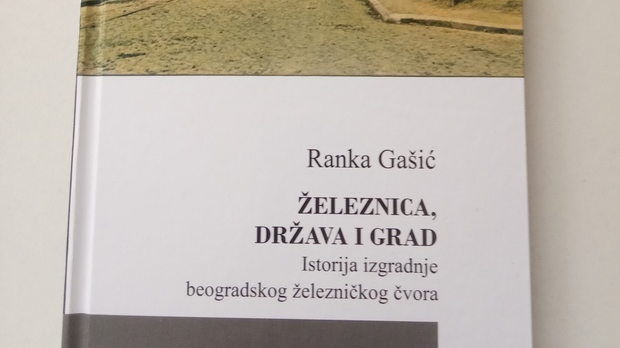 Ranka Gašić
ŽELEZNICA,
DRŽAVA I GRAD
Istorija izgradnje
beogradskog železničkog čvora